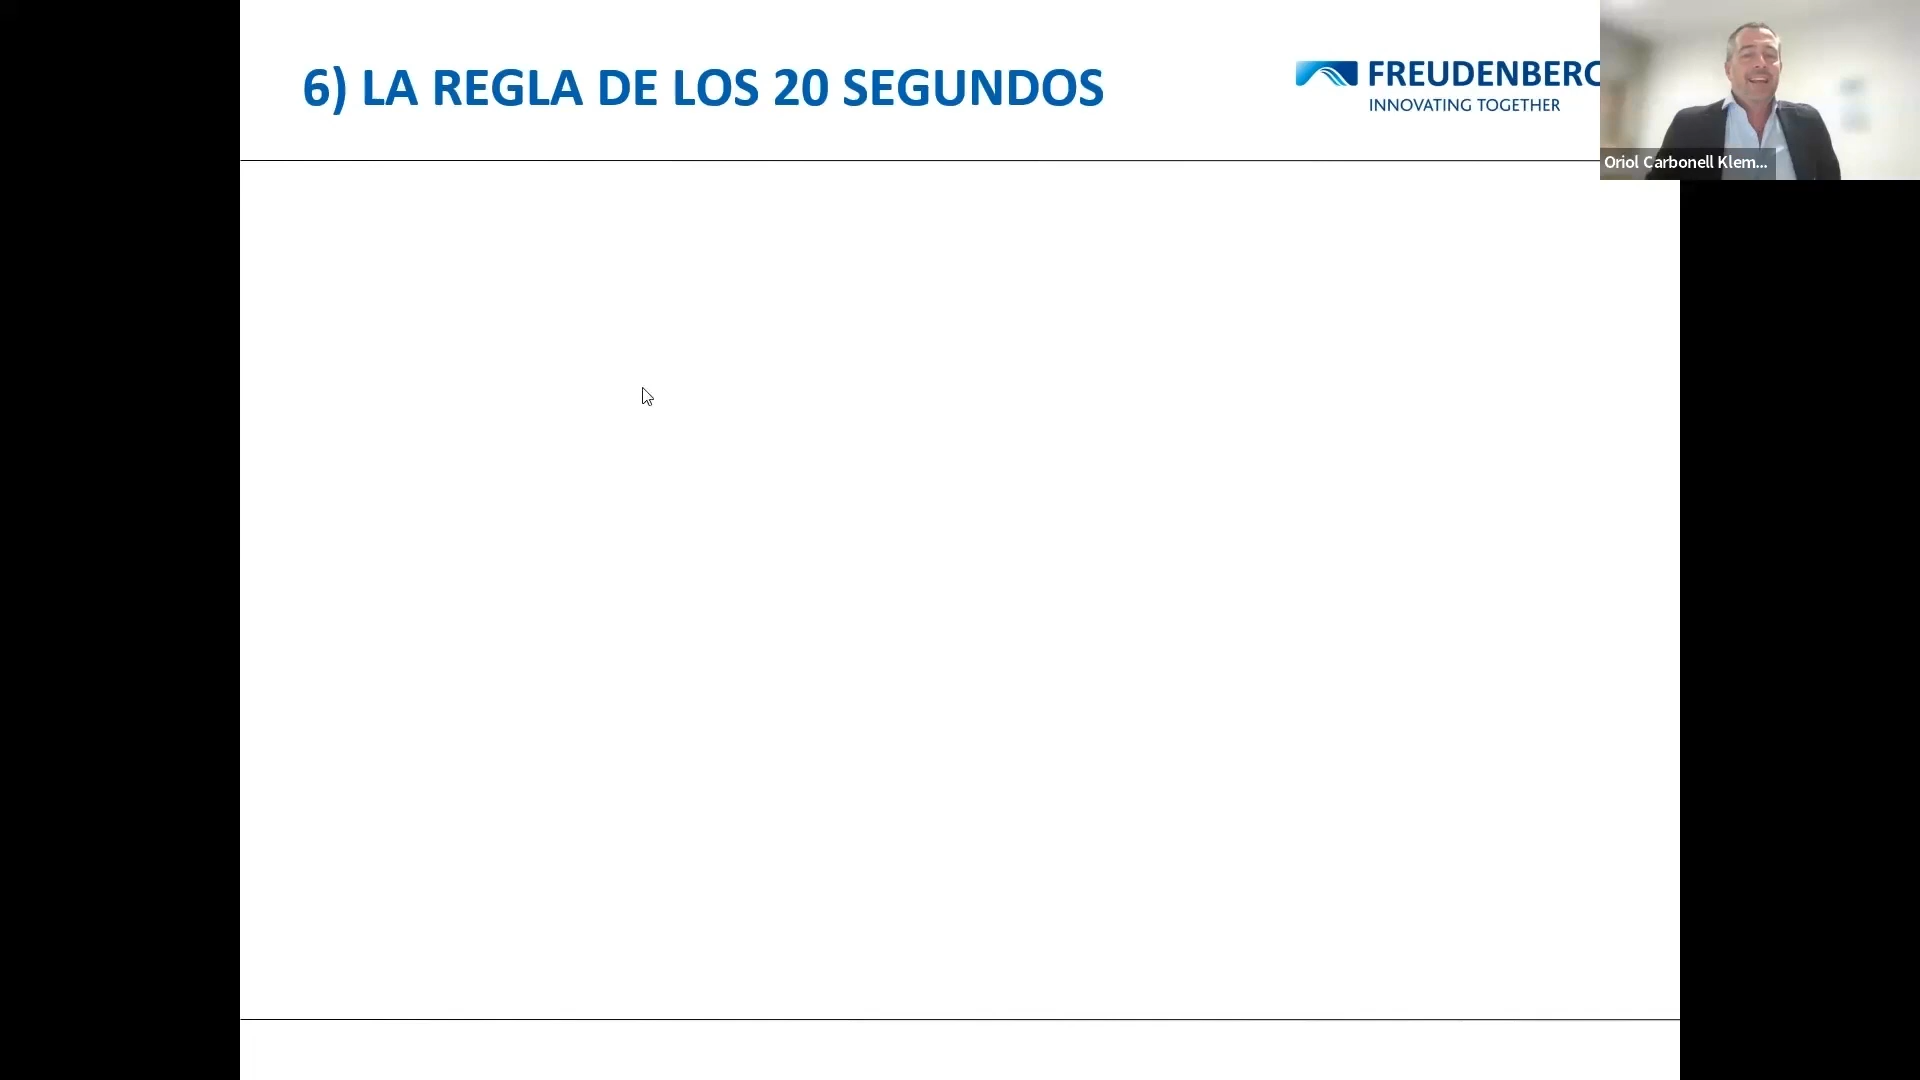 6) LA REGLA DE LOS 20 SEGUNDOS
FREUDENBERG
INNOVATING TOGETHER
Oriol Carbonell Klem...